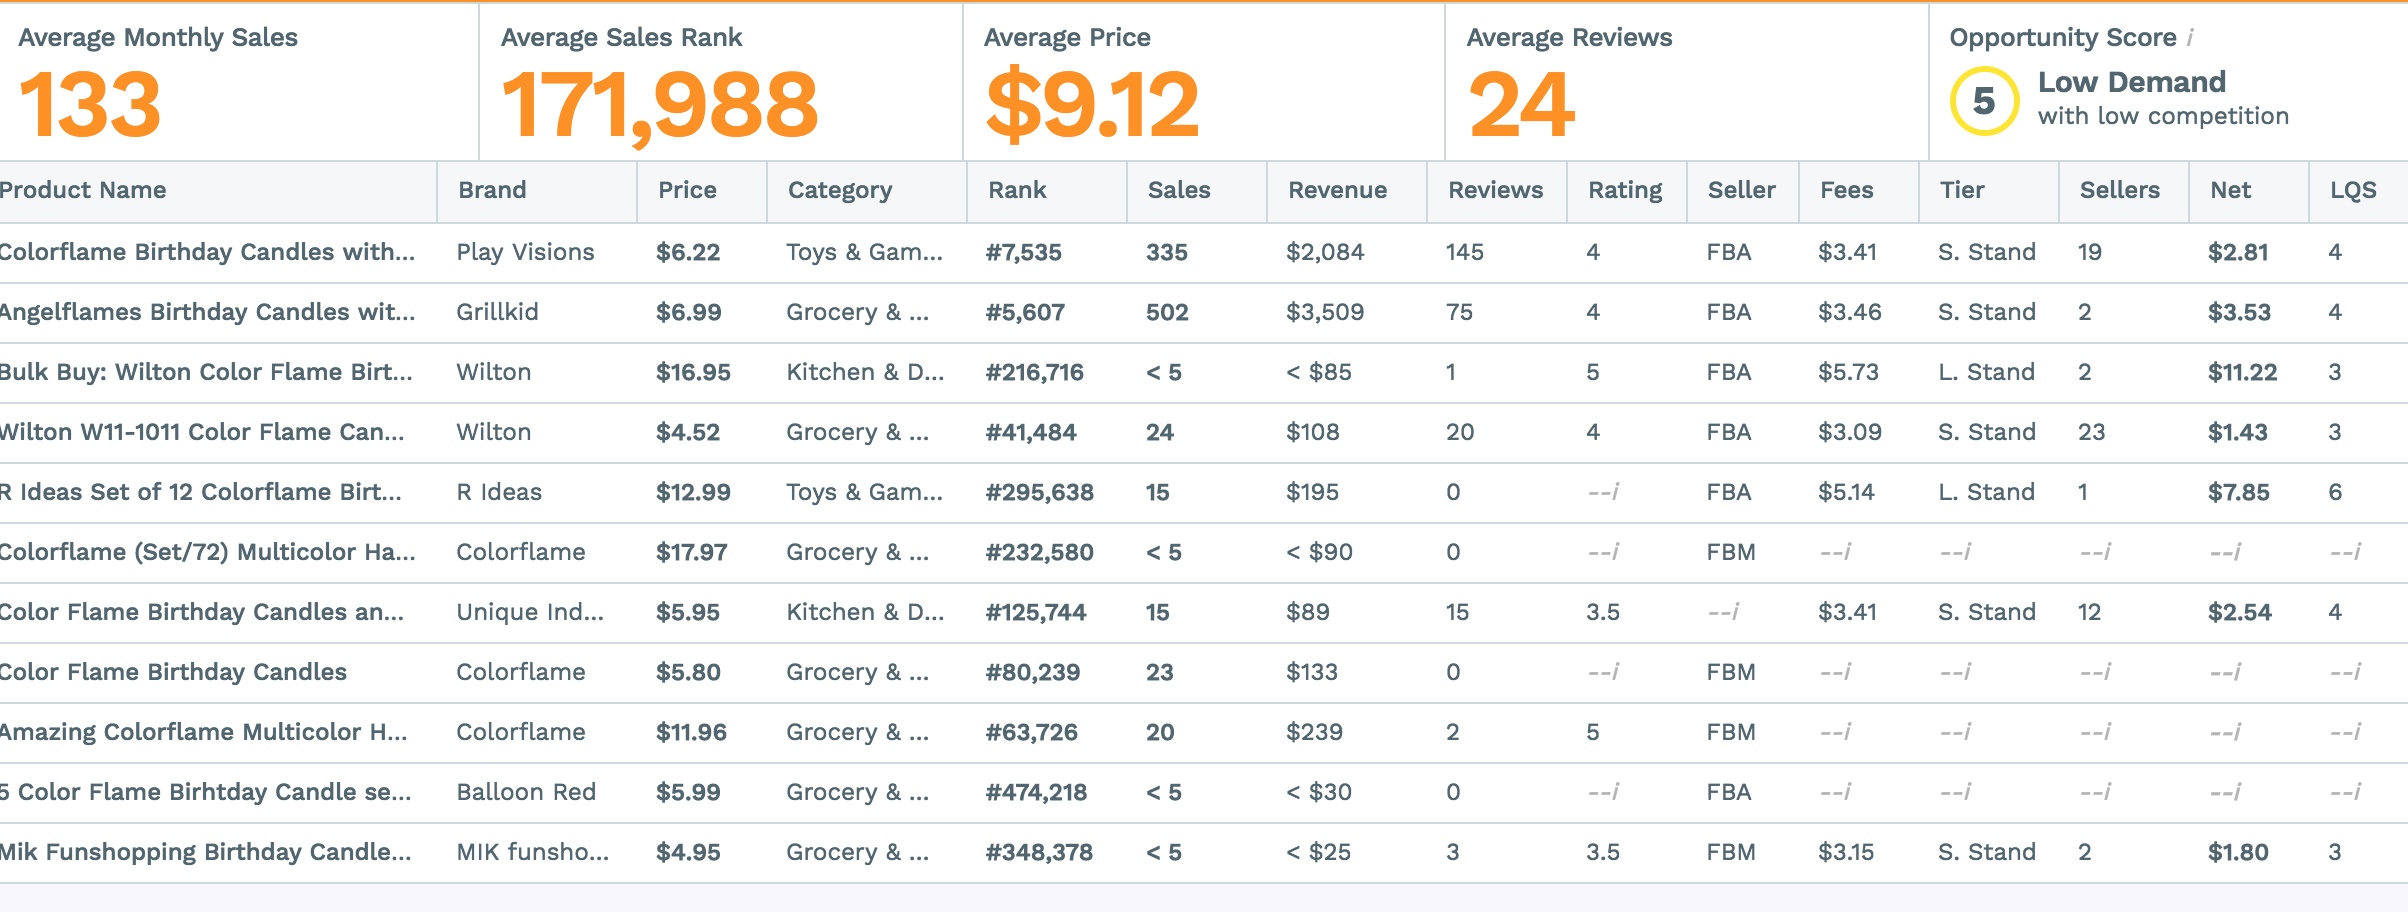 Average Monthly Sales Average Sales Rank Average Price Average Reviews Opportunity Score i
133 171,988 $9.12 24 5 Low Demand
with low competition
Product Name Brand Price Category Rank Sales Revenue Reviews Rating Seller Fees Tier Sellers Net LQS
Colorflame Birthday Candles with... Play Visions $6.22 Toys & Gam... #7,535 335 $2,084 145 4 FBA $3.41 S. Stand 19 $2.81 4
Angelflames Birthday Candles wit... Grillkid $6.99 Grocery & ... #5,607 502 $3,509 75 4 FBA $3.46 S. Stand 2 $3.53 4
Bulk Buy: Wilton Color Flame Birt... Wilton $16.95 Kitchen & D... #216,716 < 5 < $85 1 5 FBA $5.73 L. Stand 2 $11.22 3
Wilton W11-1011 Color Flame Can... Wilton $4.52 Grocery & ... #41,484 24 $108 20 4 FBA $3.09 S. Stand 23 $1.43 3
R Ideas Set of 12 Colorflame Birt... R Ideas $12.99 Toys & Gam... #295,638 15 $195 0 --i FBA $5.14 L. Stand 1 $7.85 6
Colorflame (Set/72) Multicolor Ha... Colorflame $17.97 Grocery & ... #232,580 < 5 < $90 0 --i FBM --i --i --i --i --i
Color Flame Birthday Candles an... Unique Ind... $5.95 Kitchen & D... #125,744 15 $89 15 3.5 --i $3.41 S. Stand 12 $2.54 4
Color Flame Birthday Candles Colorflame $5.80 Grocery & ... #80,239 23 $133 0 --i FBM --i --i --i --i --i
Amazing Colorflame Multicolor H... Colorflame $11.96 Grocery & ... #63,726 20 $239 2 5 FBM --i --i --i --i --i
5 Color Flame Birhtday Candle se... Balloon Red $5.99 Grocery & ... #474,218 < 5 < $30 0 --i FBA --i --i --i --i --i
Mik Funshopping Birthday Candle... MIK funsho... $4.95 Grocery & ... #348,378 < 5 < $25 3 3.5 FBM $3.15 S. Stand 2 $1.80 3